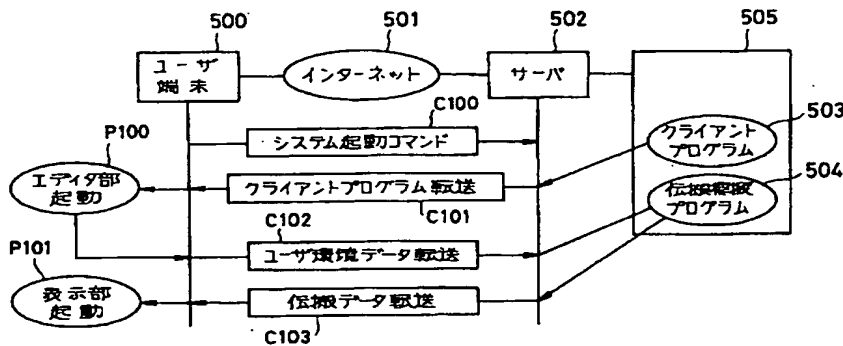 500
501
502
505
ユーザ
端末
インターネット
サーバ
C100
システム起動コマンド
503
クライアント
プログラム
P100
エディタ部
起動
クライアントプログラム転送
C101
504
プログラム
C102
ユーザ環境データ転送
P101
表示部
起動
伝搬データ転送
C103